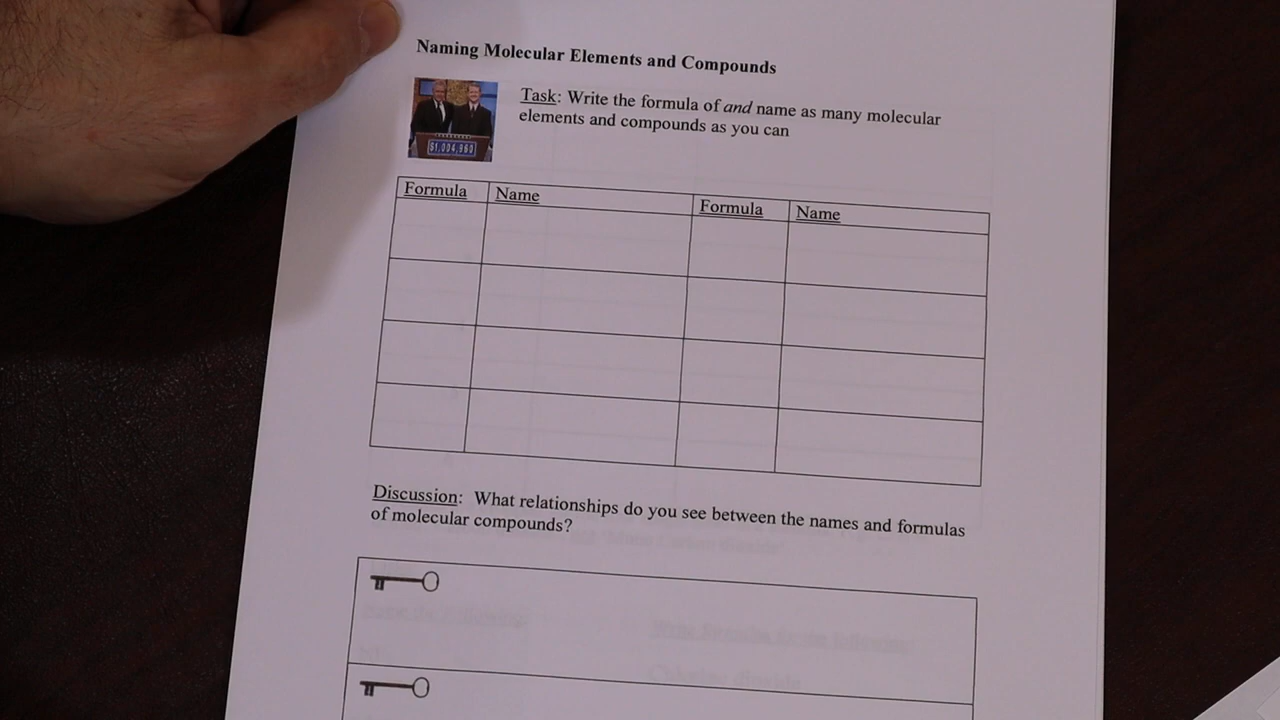 Naming Molecular Elements and Compounds
Task: Write the formula of and name as many molecular
elements and compounds as you can
$1,004,960
Formula Name Formula Name
Discussion: What relationships do you see between the names and formulas
of molecular compounds?